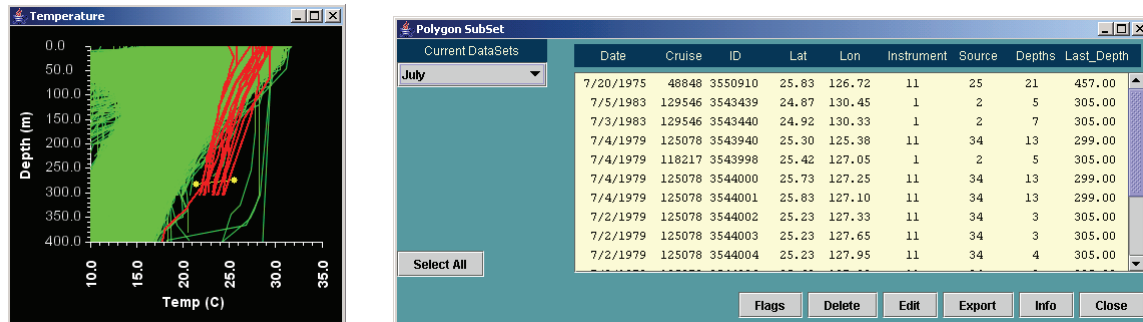 Temperature
0.0
50.0
100.0
150.0
200.0
250.0
300.0
350.0
400.0
Depth (m)
10.0 15.0 20.0 25.0 30.0 35.0
Temp (C)
Polygon SubSet
Current DataSets
July
Select All
Date Cruise ID Lat Lon Instrument Source Depths Last_Depth
7/20/1975 48848 3550910 25.83 126.72 11 25 21 457.00
7/5/1983 129546 3543439 24.87 130.45 1 2 5 305.00
7/3/1983 129546 3543440 24.92 130.33 1 2 7 305.00
7/4/1979 125078 3543940 25.30 125.38 11 34 13 299.00
7/4/1979 118217 3543998 25.42 127.05 11 2 5 305.00
7/4/1979 125078 3544000 25.73 127.25 11 34 13 299.00
7/4/1979 125078 3544001 25.83 127.10 11 34 13 299.00
7/2/1979 125078 3544002 25.23 127.33 11 34 3 305.00
7/2/1979 125078 3544003 25.23 127.65 11 34 3 305.00
7/2/1979 125078 3544004 25.23 127.95 11 34 4 305.00
Flags Delete Edit Export Info Close